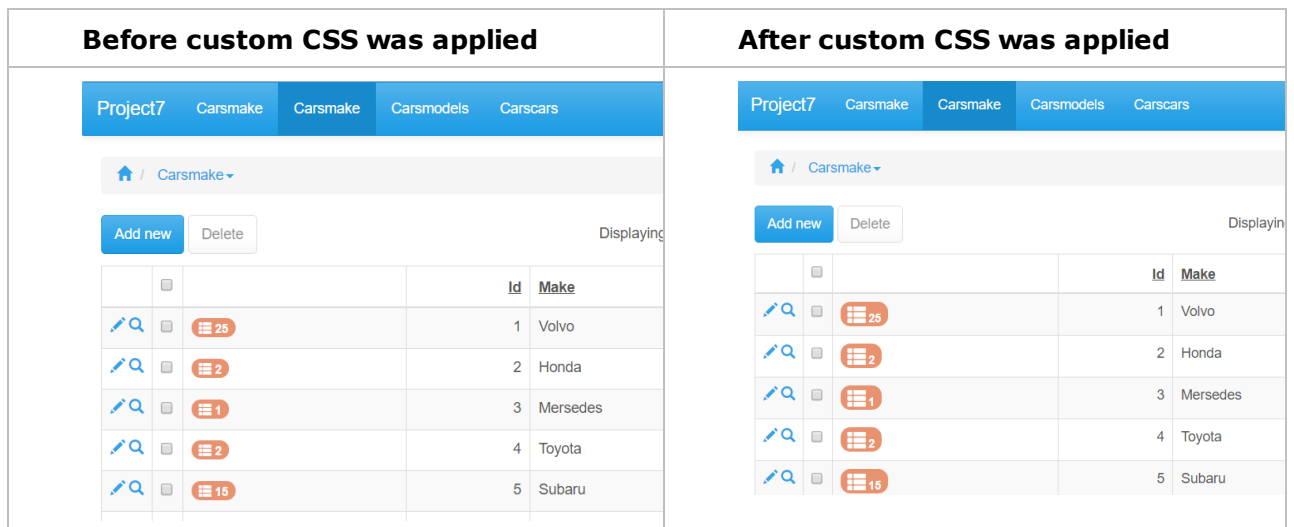 Before custom CSS was applied
Project7 Carsmake Carsmake Carsmodels Carscars
/ Carsmake
Add new Delete Displaying
Id Make
25 1 Volvo
2 2 Honda
1 3 Mersedes
2 4 Toyota
15 5 Subaru
After custom CSS was applied
Project7 Carsmake Carsmake Carsmodels Carscars
/ Carsmake
Add new Delete Displayin
Id Make
25 1 Volvo
2 2 Honda
1 3 Mersedes
2 4 Toyota
15 5 Subaru